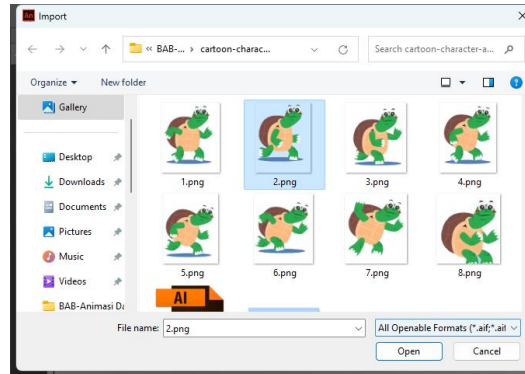 An Import
BAB-... > cartoon-charac...
Search cartoon-character-a...
Organize New folder
Gallery
Desktop
Downloads
Documents
Pictures
Music
Videos
BAB-Animasi Da
1.png 2.png 3.png 4.png
5.png 6.png 7.png 8.png
AI
File name: 2.png All Openable Formats (*.aif;*.aif
Open Cancel